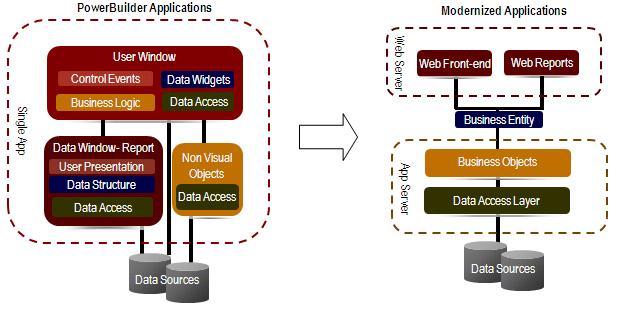 PowerBuilder Applications
Single App
User Window
Control Events
Data Widgets
Business Logic
Data Access
Data Window- Report
User Presentation
Data Structure
Data Access
Non Visual
Objects
Data Access
Data Sources
Modernized Applications
Web Server
Web Front-end
Web Reports
Business Entity
App Server
Business Objects
Data Access Layer
Data Sources